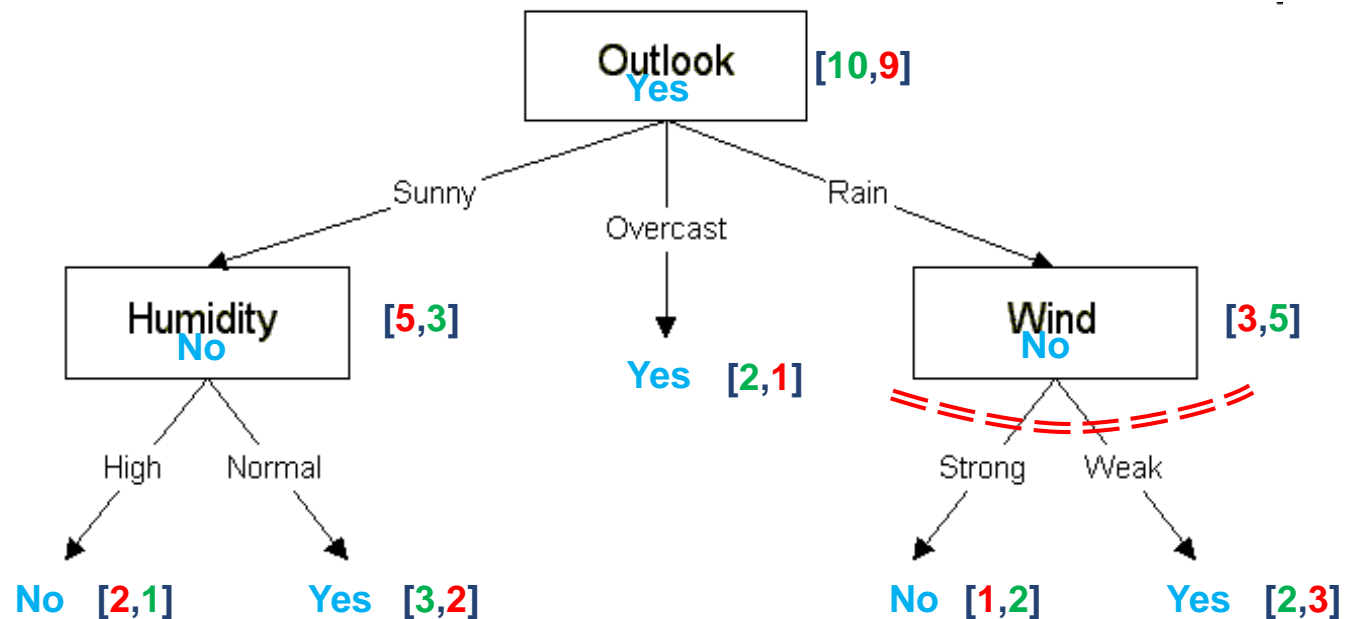 Outlook
Yes
[10,9]
Sunny
Overcast
Rain
Humidity
No
[5,3]
Yes [2,1]
Wind
No
[3,5]
High
Normal
Strong
Weak
No [2,1]
Yes [3,2]
No [1,2]
Yes [2,3]